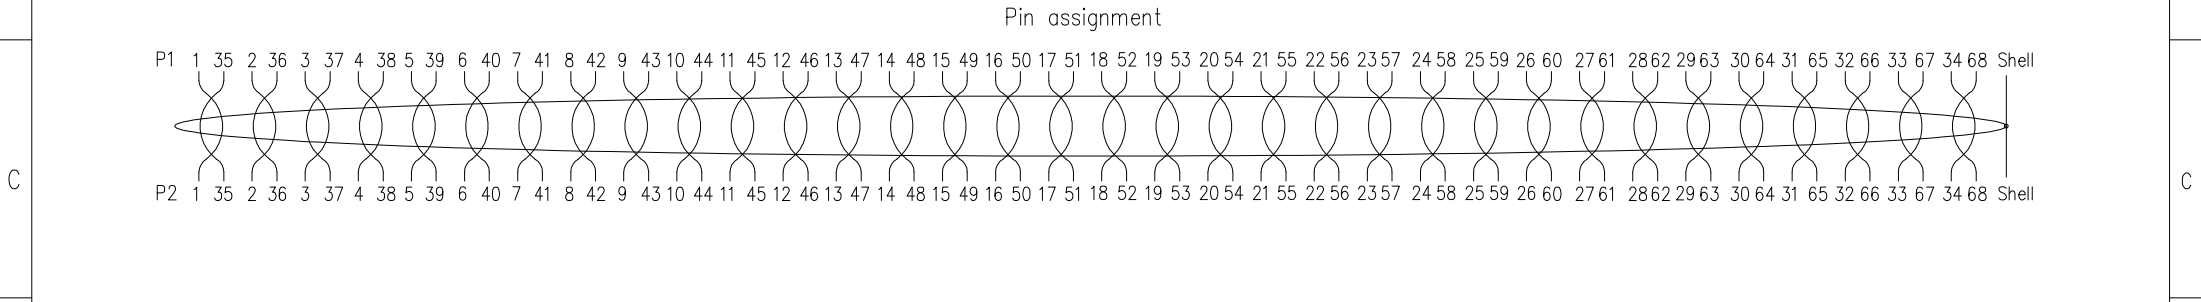 Pin assignment
P1 1 35 2 36 3 37 4 38 5 39 6 40 7 41 8 42 9 43 10 44 11 45 12 46 13 47 14 48 15 49 16 50 17 51 18 52 19 53 20 54 21 55 22 56 23 57 24 58 25 59 26 60 27 61 28 62 29 63 30 64 31 65 32 66 33 67 34 68 Shell
C C
P2 1 35 2 36 3 37 4 38 5 39 6 40 7 41 8 42 9 43 10 44 11 45 12 46 13 47 14 48 15 49 16 50 17 51 18 52 19 53 20 54 21 55 22 56 23 57 24 58 25 59 26 60 27 61 28 62 29 63 30 64 31 65 32 66 33 67 34 68 Shell